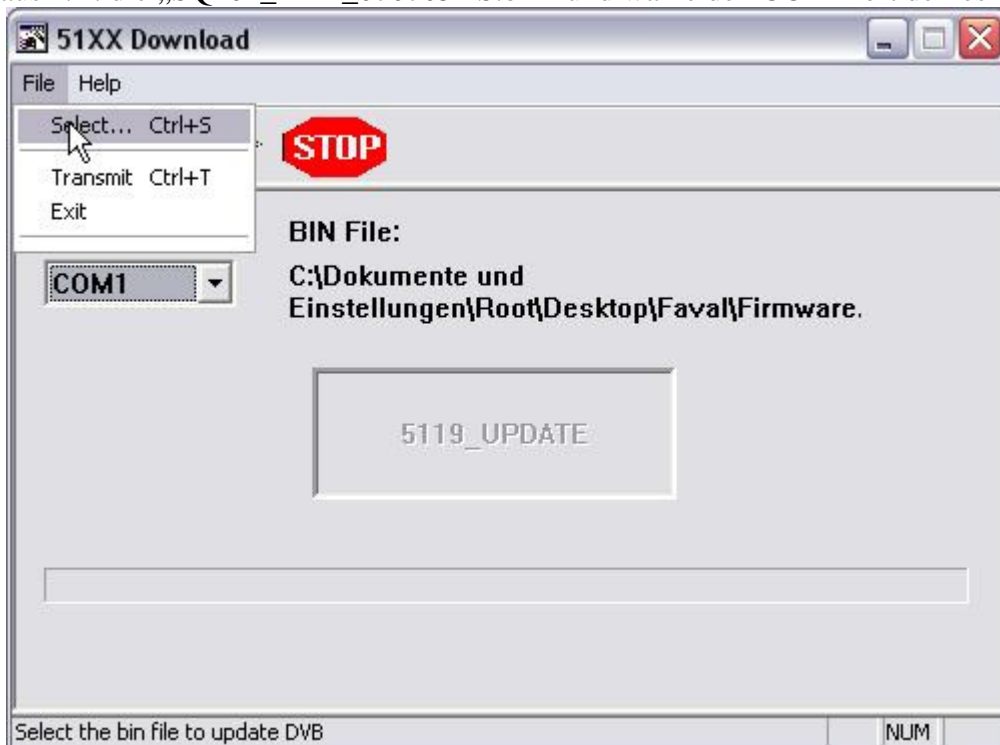 51XX Download
File Help
Select... Ctrl+S
STOP
Transmit Ctrl+T
Exit
BIN File:
COM1
C:\Dokumente und
Einstellungen\Root\Desktop\Faval\Firmware.
5119_UPDATE
Select the bin file to update DVB NUM